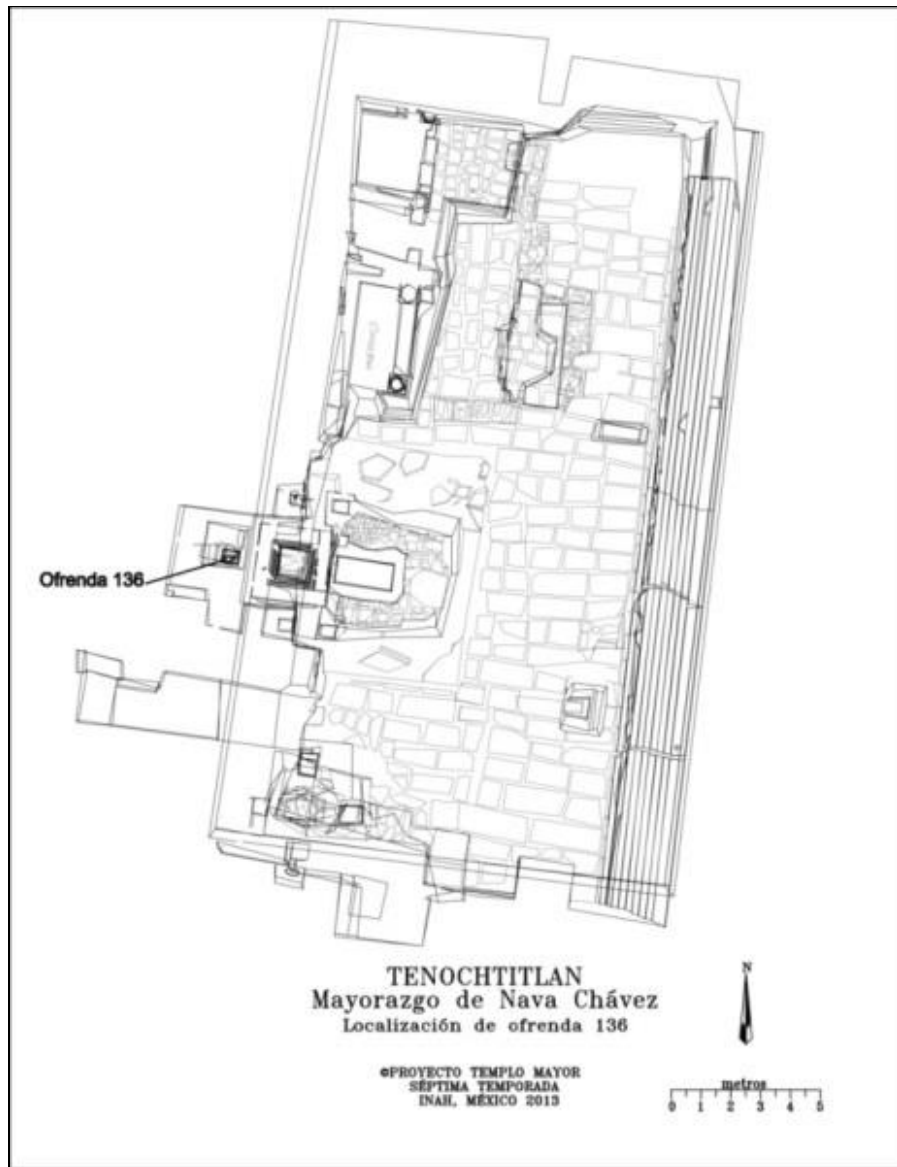 Ofrenda 136
TENOCHTITLAN
Mayorazgo de Nava Chávez
Localización de ofrenda 136
N
©PROYECTO TEMPLO MAYOR
SÉPTIMA TEMPORADA
INAH, MÉXICO 2013
metros
0 1 2 3 4 5